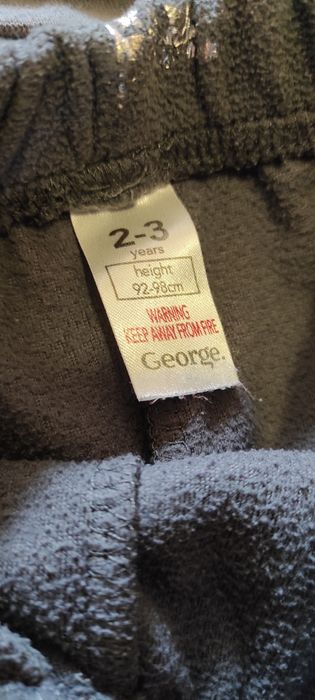 2-3
years
height
92-98cm
WARNING
KEEP AWAY FROM FIRE
George.